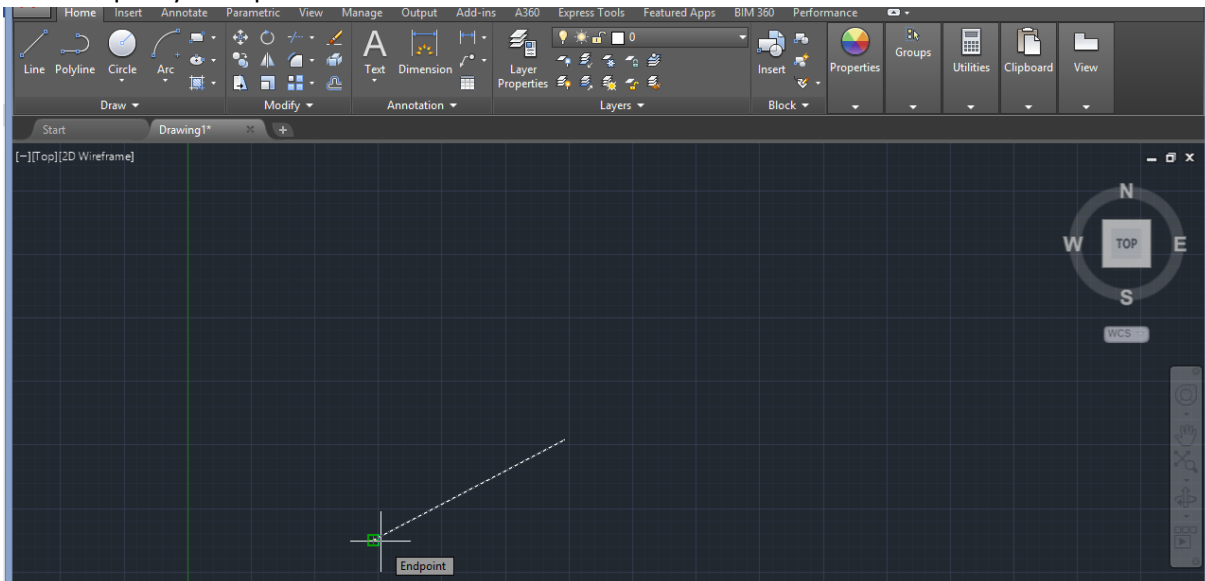 Home Insert Annotate Parametric View Manage Output Add-ins A360 Express Tools Featured Apps BIM 360 Performance
Line Polyline Circle Arc Text Dimension Layer Properties 0 Insert Properties Groups Utilities Clipboard View
Draw Modify Annotation Layers Block
Start Drawing1* +
[−][Top][2D Wireframe]
N
W TOP E
S
WCS
Endpoint